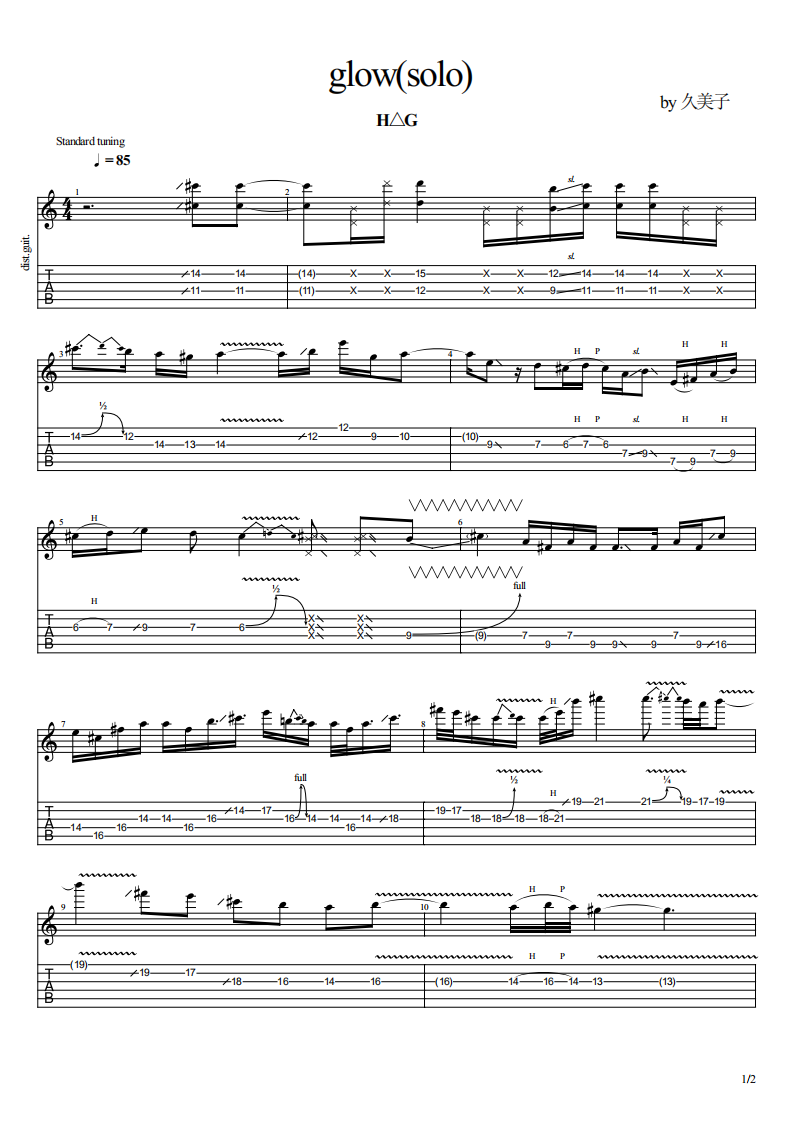 glow(solo)
by 久美子
H△G
Standard tuning
♩ = 85
dist.guit.
1 2
4 4
sl.
T A B
14 14 (14) X X 15 X X 12 14 14 14 X X
11 11 (11) X X 12 X X 9 11 11 11 X X
sl.
3 4
H P sl. H H
½
H P sl. H H
T A B
14 12 14 13 14 12 12 9 10 (10) 9 7 6 7 6 7 9 7 9 7 9
5 6
H
½ full
H
T A B
6 7 9 7 6 X X X X X X 9 (9) 7 9 7 9 9 9 7 9 16
7 8
H
full ½ H ¼
T A B
14 16 16 14 14 16 16 14 17 16 14 14 16 14 18 19 17 18 18 18 18 21 19 21 21 19 17 19
9 10
H P
H P
T A B
(19) 19 17 18 16 14 16 (16) 14 16 14 13 (13)
1/2